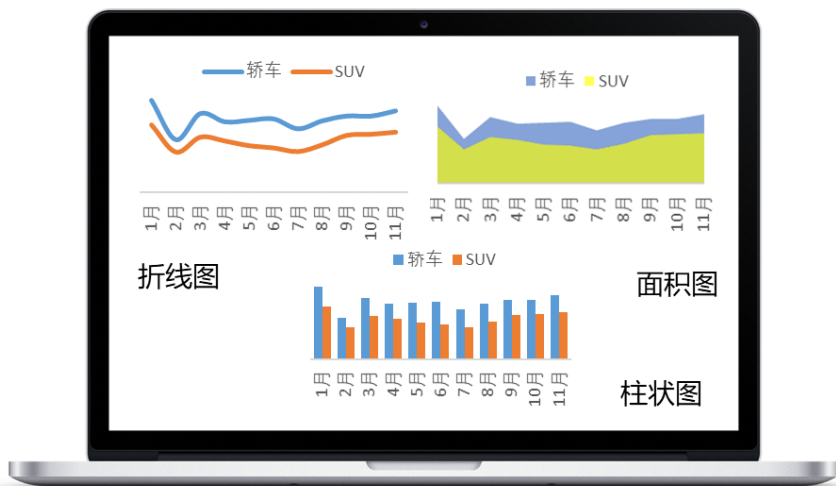 轿车 SUV
1月 2月 3月 4月 5月 6月 7月 8月 9月 10月 11月
折线图
轿车 SUV
1月 2月 3月 4月 5月 6月 7月 8月 9月 10月 11月
面积图
轿车 SUV
1月 2月 3月 4月 5月 6月 7月 8月 9月 10月 11月
柱状图